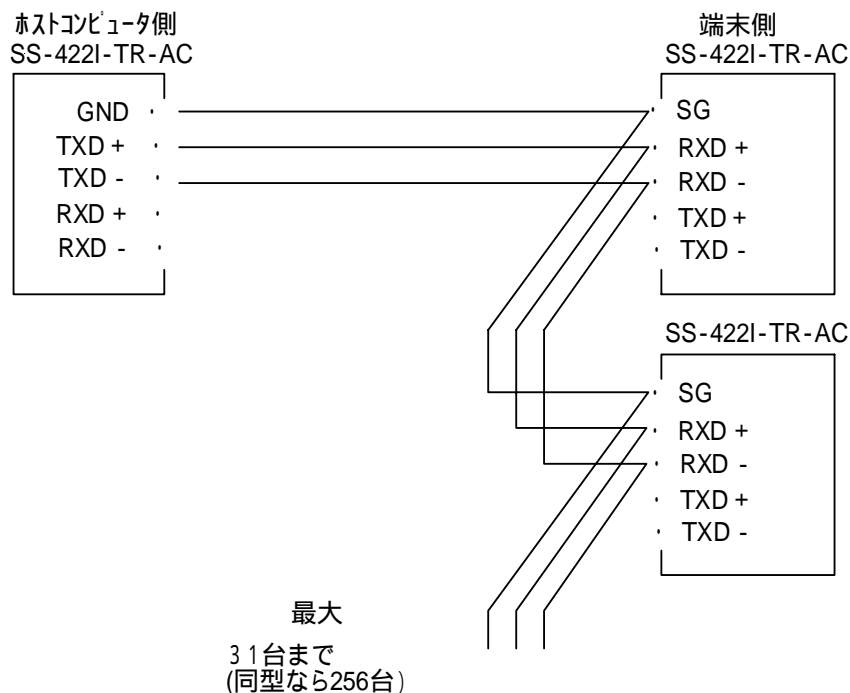 ﾎｽﾄｺﾝﾋﾟｭｰﾀ側
SS-422I-TR-AC
GND
TXD +
TXD -
RXD +
RXD -
端末側
SS-422I-TR-AC
SG
RXD +
RXD -
TXD +
TXD -
SS-422I-TR-AC
SG
RXD +
RXD -
TXD +
TXD -
最大
31台まで
(同型なら256台)